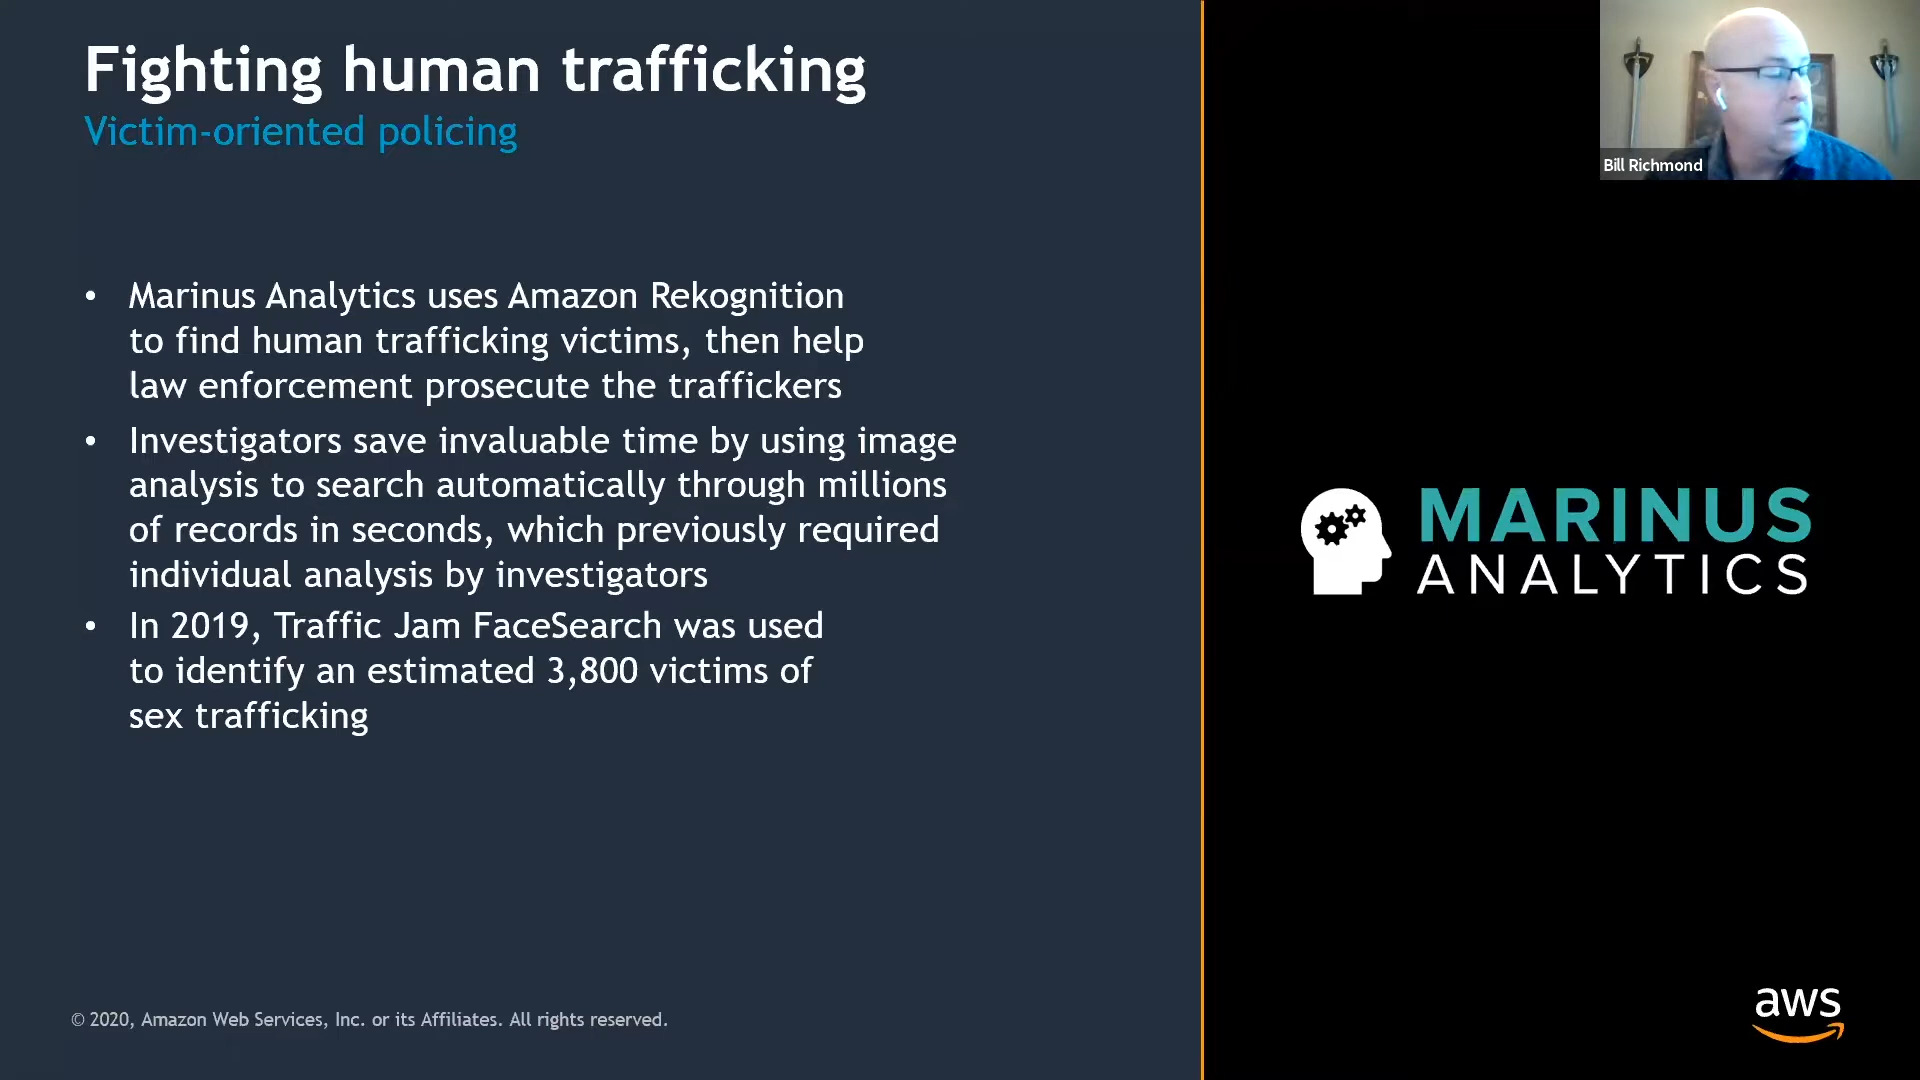 Fighting human trafficking
Victim-oriented policing
• Marinus Analytics uses Amazon Rekognition
to find human trafficking victims, then help
law enforcement prosecute the traffickers
• Investigators save invaluable time by using image
analysis to search automatically through millions
of records in seconds, which previously required
individual analysis by investigators
• In 2019, Traffic Jam FaceSearch was used
to identify an estimated 3,800 victims of
sex trafficking
© 2020, Amazon Web Services, Inc. or its Affiliates. All rights reserved.
Bill Richmond
MARINUS
ANALYTICS
aws